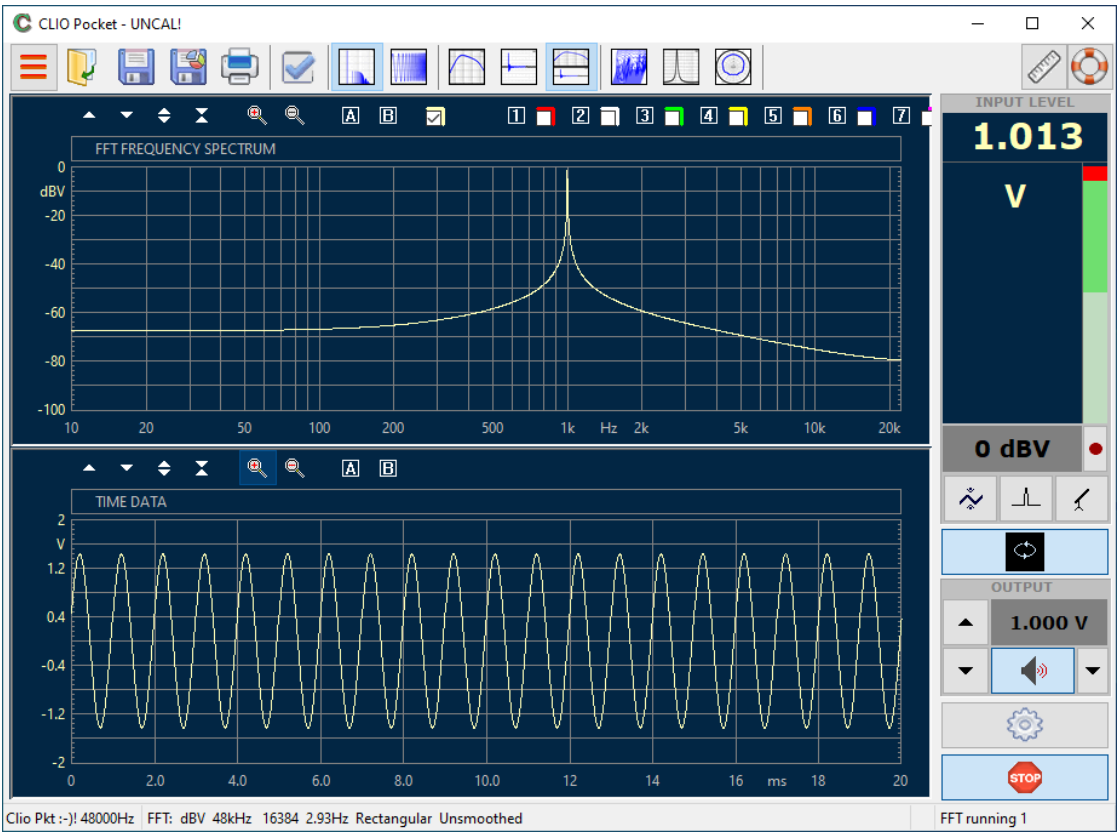 CLIO Pocket - UNCAL!
A B 1 2 3 4 5 6 7
FFT FREQUENCY SPECTRUM
0
dBV
-20
-40
-60
-80
-100
10 20 50 100 200 500 1k Hz 2k 5k 10k 20k
A B
TIME DATA
2
V
1.2
0.4
-0.4
-1.2
-2
0 2.0 4.0 6.0 8.0 10.0 12 14 16 ms 18 20
INPUT LEVEL
1.013
V
0 dBV
OUTPUT
1.000 V
STOP
Clio Pkt :-)! 48000Hz FFT: dBV 48kHz 16384 2.93Hz Rectangular Unsmoothed FFT running 1